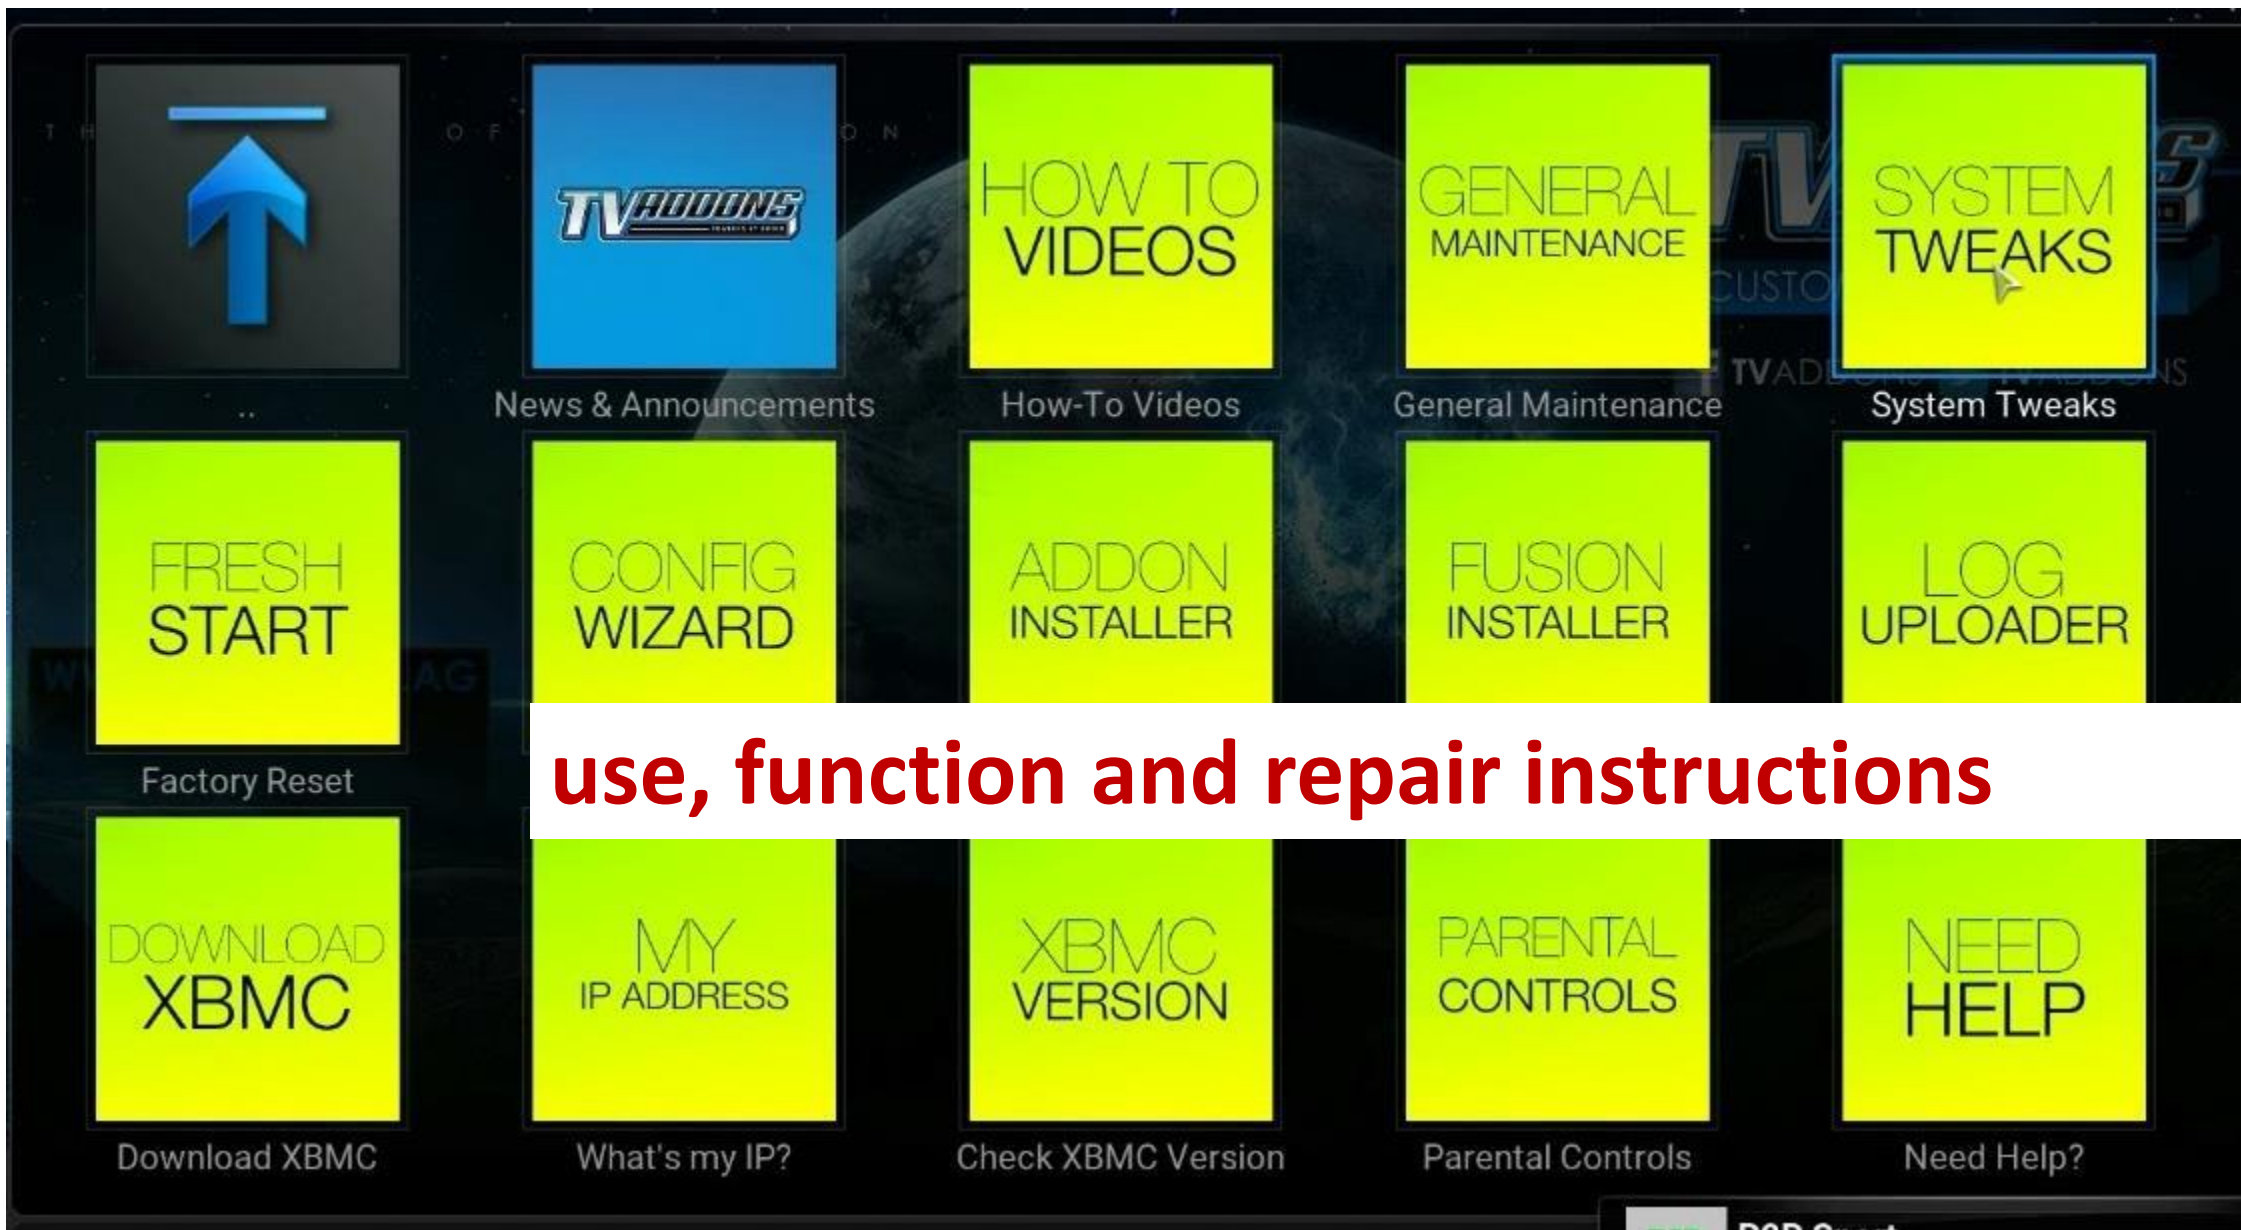 TVADDONS
HOW TO
VIDEOS
GENERAL
MAINTENANCE
SYSTEM
TWEAKS
..
News & Announcements
How-To Videos
General Maintenance
System Tweaks
FRESH
START
CONFIG
WIZARD
ADDON
INSTALLER
FUSION
INSTALLER
LOG
UPLOADER
Factory Reset
use, function and repair instructions
DOWNLOAD
XBMC
MY
IP ADDRESS
XBMC
VERSION
PARENTAL
CONTROLS
NEED
HELP
Download XBMC
What's my IP?
Check XBMC Version
Parental Controls
Need Help?